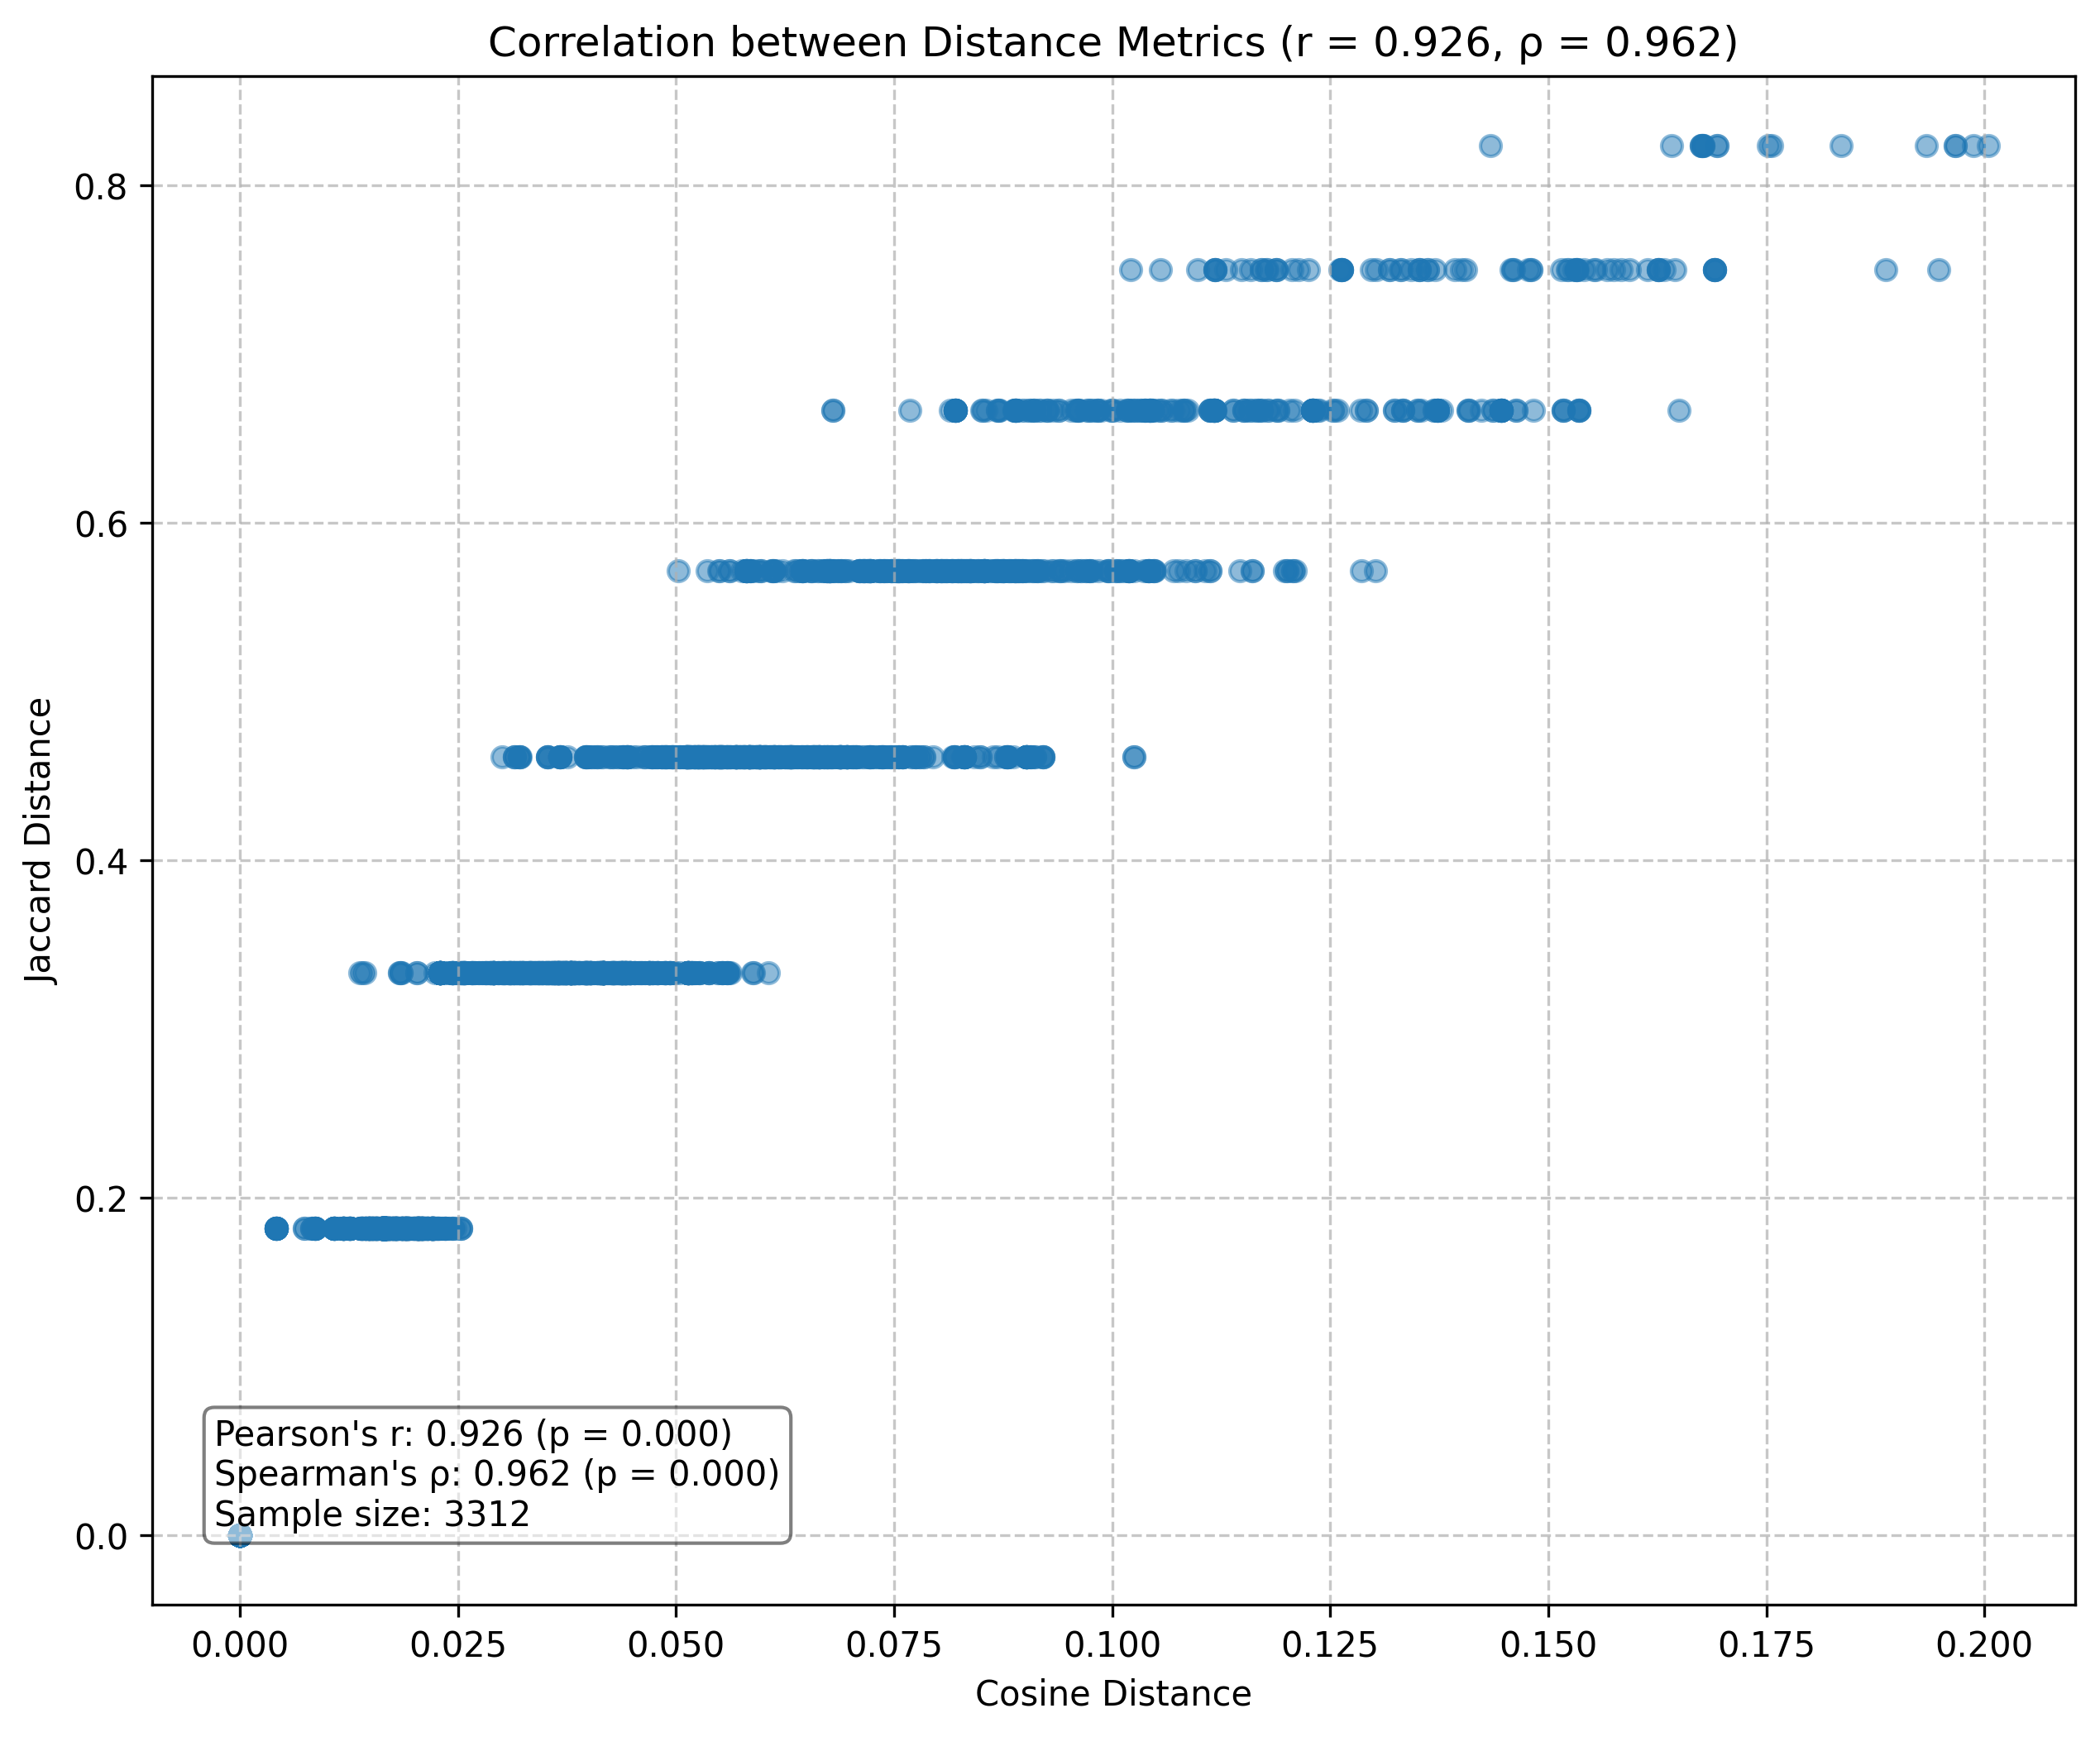 Correlation between Distance Metrics (r = 0.926, ρ = 0.962)
Jaccard Distance
0.8
0.6
0.4
0.2
0.0
Pearson's r: 0.926 (p = 0.000)
Spearman's ρ: 0.962 (p = 0.000)
Sample size: 3312
0.000 0.025 0.050 0.075 0.100 0.125 0.150 0.175 0.200
Cosine Distance